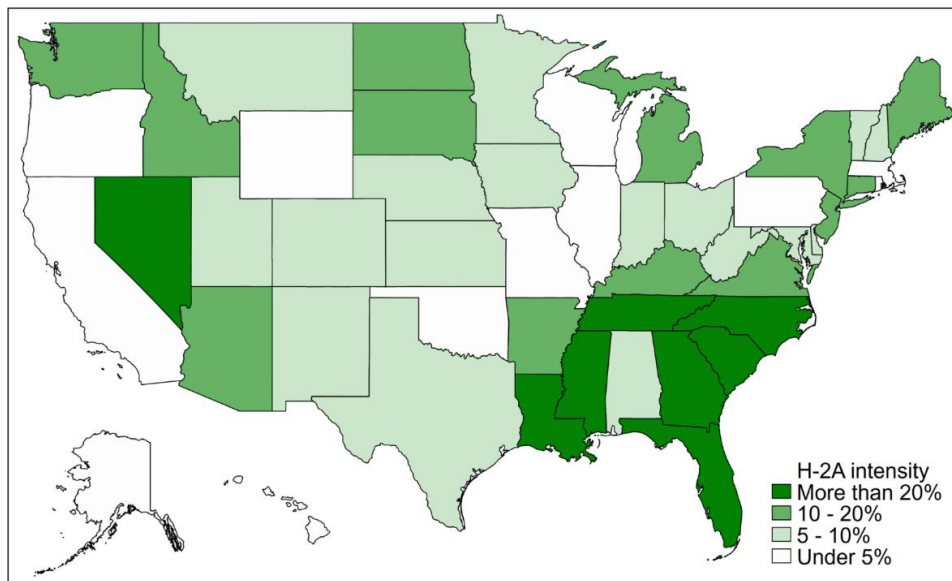 H-2A intensity
More than 20%
10 - 20%
5 - 10%
Under 5%